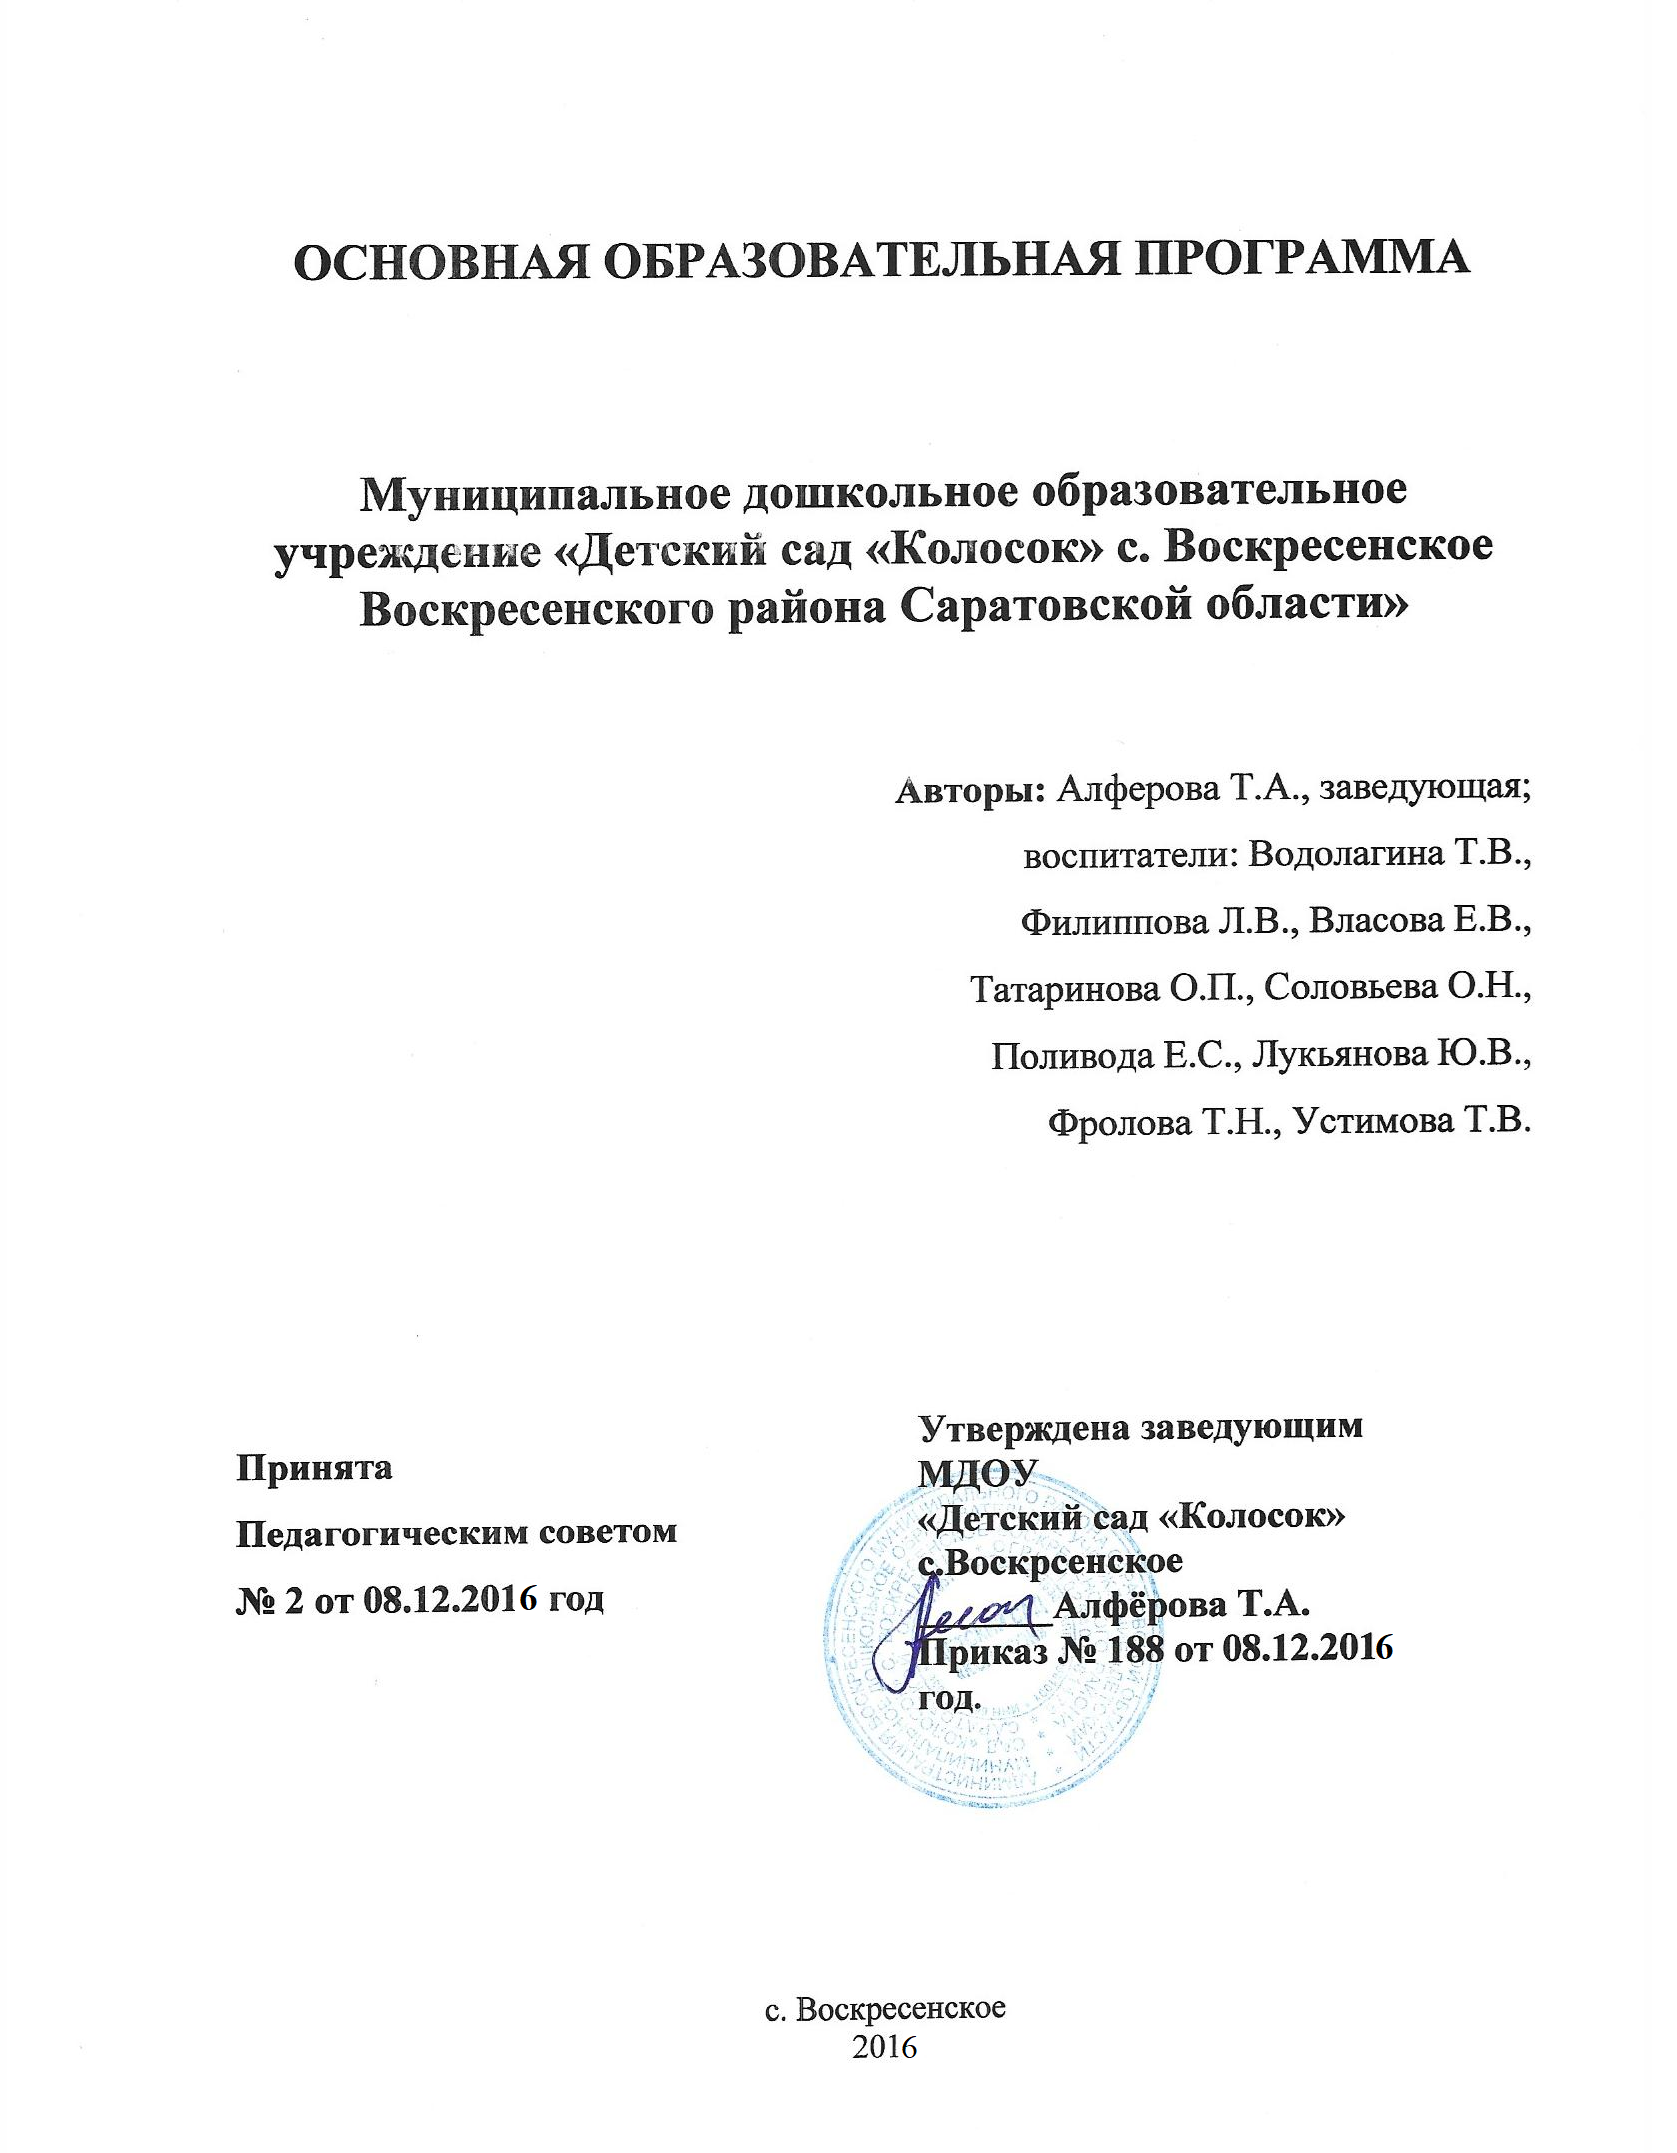 ОСНОВНАЯ ОБРАЗОВАТЕЛЬНАЯ ПРОГРАММА
Муниципальное дошкольное образовательное
учреждение «Детский сад «Колосок» с. Воскресенское
Воскресенского района Саратовской области»
Авторы: Алферова Т.А., заведующая;
воспитатели: Водолагина Т.В.,
Филиппова Л.В., Власова Е.В.,
Татаринова О.П., Соловьева О.Н.,
Поливода Е.С., Лукьянова Ю.В.,
Фролова Т.Н., Устимова Т.В.
Принята
Педагогическим советом
№ 2 от 08.12.2016 год
Утверждена заведующим
МДОУ
«Детский сад «Колосок»
с.Воскрсенское
Алфёрова Т.А.
Приказ № 188 от 08.12.2016
год.
с. Воскресенское
2016